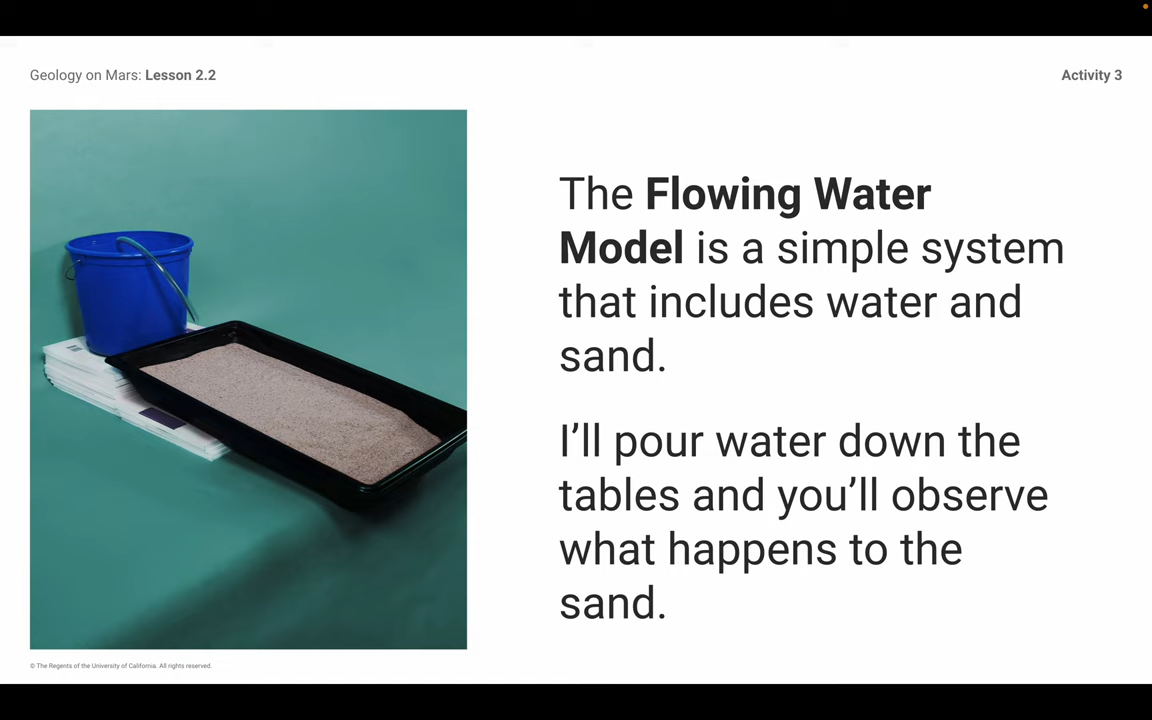 Geology on Mars: Lesson 2.2
Activity 3
The Flowing Water
Model is a simple system
that includes water and
sand.
I’ll pour water down the
tables and you’ll observe
what happens to the
sand.
© The Regents of the University of California. All rights reserved.